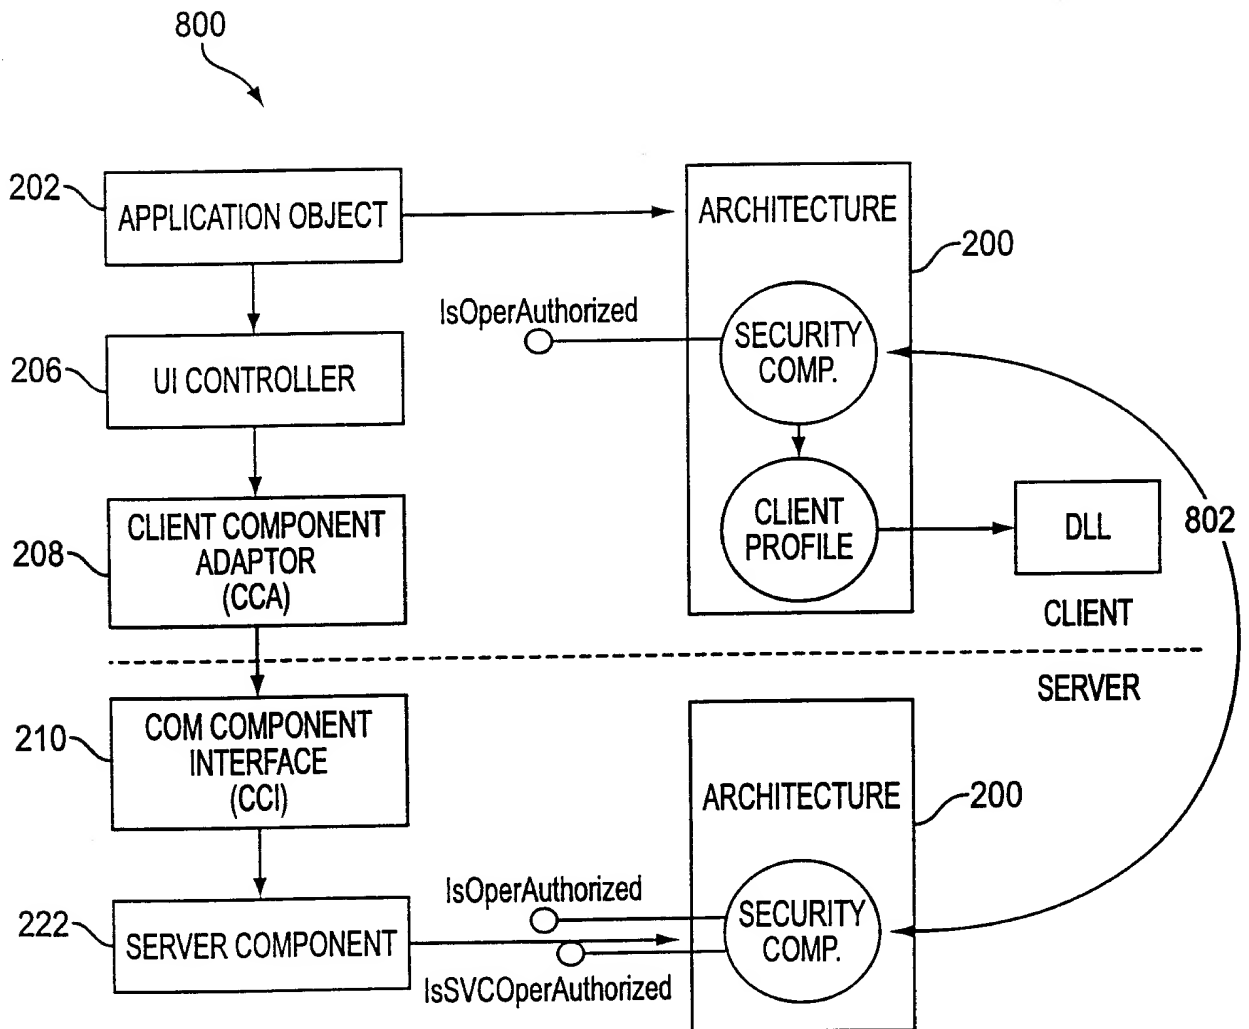 800
202
APPLICATION OBJECT
ARCHITECTURE
200
IsOperAuthorized
SECURITY
COMP.
206
UI CONTROLLER
CLIENT COMPONENT
ADAPTOR
(CCA)
208
CLIENT
PROFILE
DLL
802
CLIENT
SERVER
210
COM COMPONENT
INTERFACE
(CCI)
ARCHITECTURE
200
IsOperAuthorized
SECURITY
COMP.
222
SERVER COMPONENT
IsSVCOperAuthorized